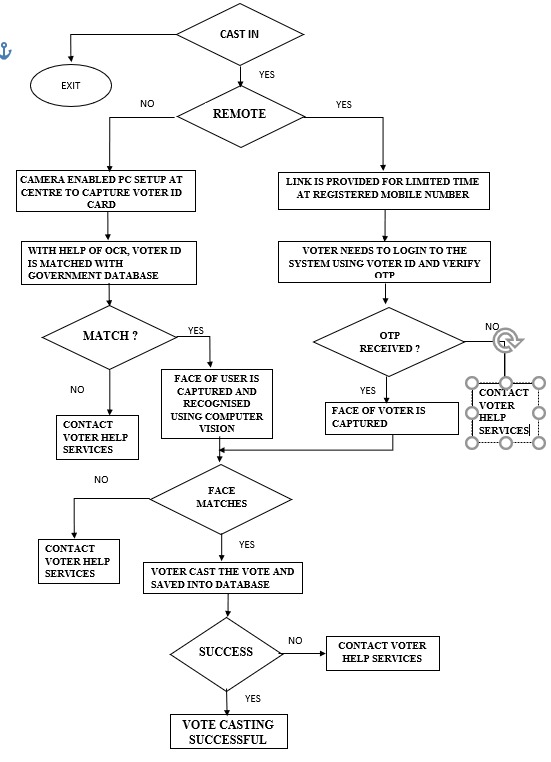 CAST IN
YES
EXIT
NO
REMOTE
YES
CAMERA ENABLED PC SETUP AT
CENTRE TO CAPTURE VOTER ID
CARD
LINK IS PROVIDED FOR LIMITED TIME
AT REGISTERED MOBILE NUMBER
WITH HELP OF OCR, VOTER ID
IS MATCHED WITH
GOVERNMENT DATABASE
VOTER NEEDS TO LOGIN TO THE
SYSTEM USING VOTER ID AND VERIFY
OTP
MATCH ?
YES
OTP
RECEIVED ?
NO
NO
FACE OF USER IS
CAPTURED AND
RECOGNISED
USING COMPUTER
VISION
YES
CONTACT
VOTER
HELP
SERVICES
CONTACT
VOTER HELP
SERVICES
FACE OF VOTER IS
CAPTURED
NO
FACE
MATCHES
YES
CONTACT
VOTER HELP
SERVICES
VOTER CAST THE VOTE AND
SAVED INTO DATABASE
SUCCESS
NO
CONTACT VOTER
HELP SERVICES
YES
VOTE CASTING
SUCCESSFUL